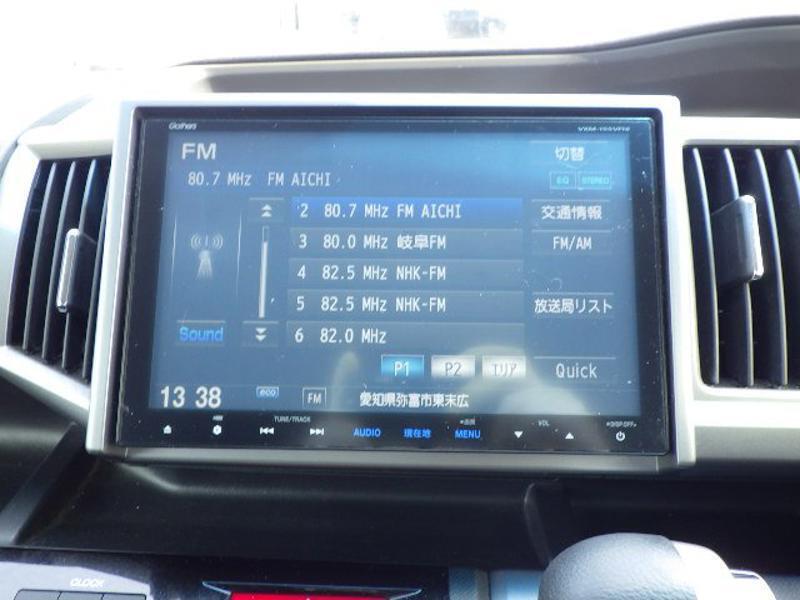 Gathers
FM
切替
80.7 MHz FM AICHI
EQ STEREO
2 80.7 MHz FM AICHI
交通情報
3 80.0 MHz 岐阜FM
FM/AM
4 82.5 MHz NHK-FM
5 82.5 MHz NHK-FM
放送局リスト
Sound
6 82.0 MHz
P1 P2 エリア
Quick
13 38
eco
FM
愛知県弥富市東末広
TUNE/TRACK
VOL
AUDIO 現在地 MENU
CLOCK